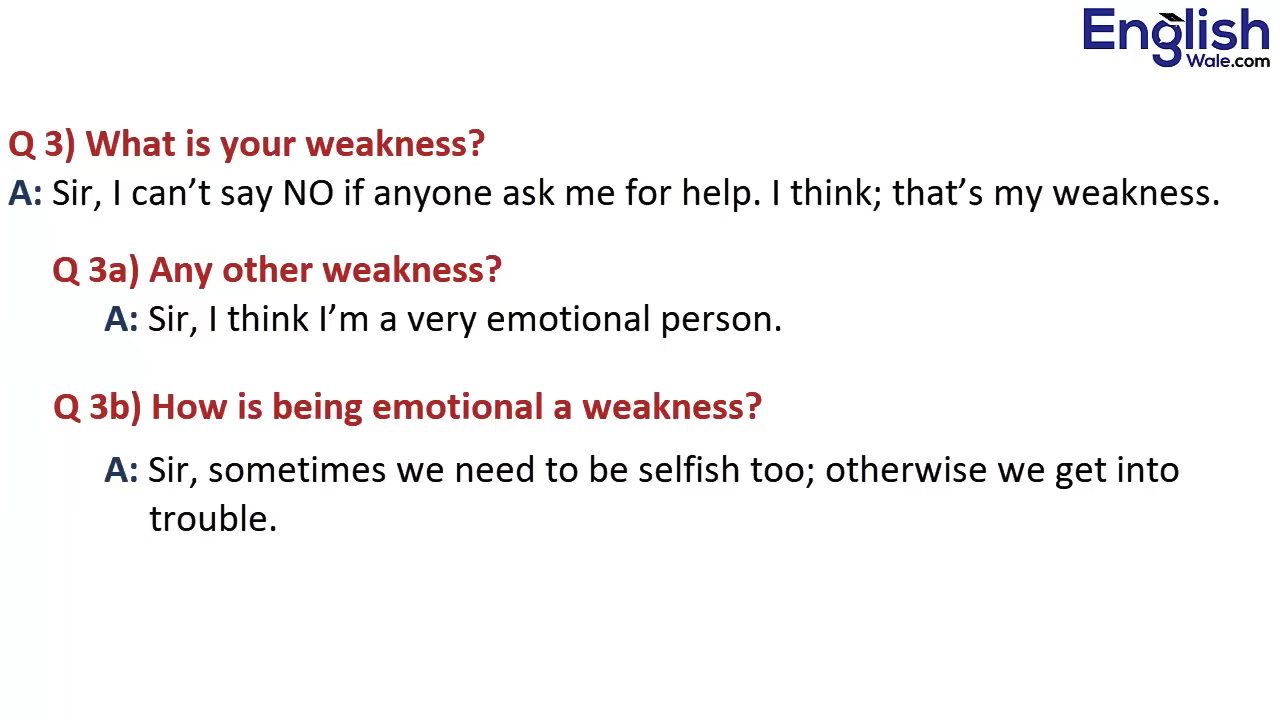 English
Wale.com
Q 3) What is your weakness?
A: Sir, I can’t say NO if anyone ask me for help. I think; that’s my weakness.
Q 3a) Any other weakness?
A: Sir, I think I’m a very emotional person.
Q 3b) How is being emotional a weakness?
A: Sir, sometimes we need to be selfish too; otherwise we get into
trouble.